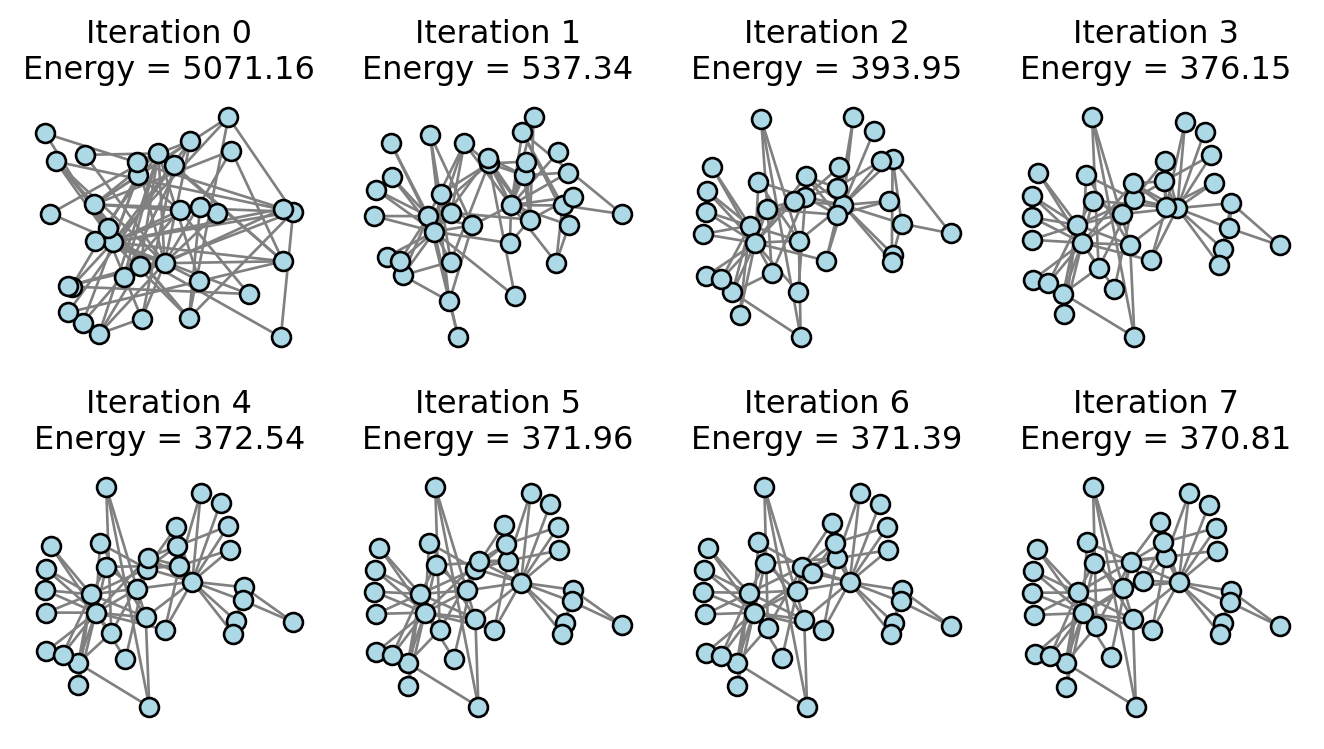 Iteration 0
Energy = 5071.16
Iteration 1
Energy = 537.34
Iteration 2
Energy = 393.95
Iteration 3
Energy = 376.15
Iteration 4
Energy = 372.54
Iteration 5
Energy = 371.96
Iteration 6
Energy = 371.39
Iteration 7
Energy = 370.81